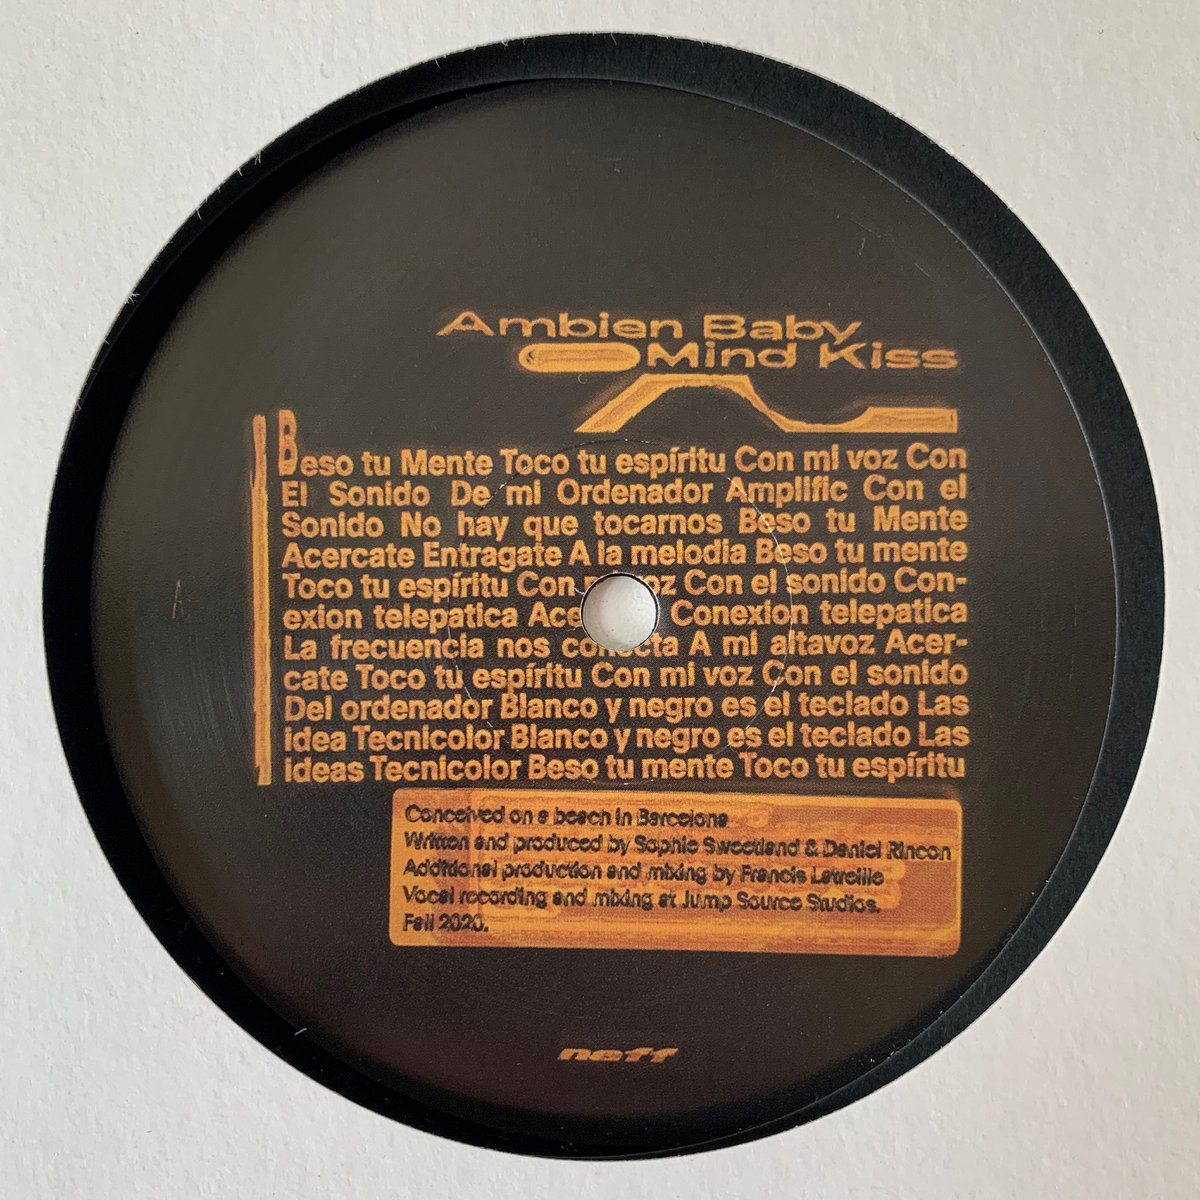 Ambien Baby
Mind Kiss
Beso tu Mente Toco tu espíritu Con mi voz Con
El Sonido De mi Ordenador Amplific Con el
Sonido No hay que tocarnos Beso tu Mente
Acercate Entragate A la melodia Beso tu mente
Toco tu espíritu Con voz Con el sonido Con-
exion telepatica Conexion telepatica
La frecuencia nos conecta A mi altavoz Acer-
cate Toco tu espíritu Con mi voz Con el sonido
Del ordenador Blanco y negro es el teclado Las
idea Tecnicolor Blanco y negro es el teclado Las
ideas Tecnicolor Beso tu mente Toco tu espíritu
Conceived on a beach in Barcelona
Written and produced by Sophie Sweetland & Daniel Rincon
Additional production and mixing by Francis Latreille
Vocal recording and mixing at Jump Source Studios.
Fall 2020.
A
neff